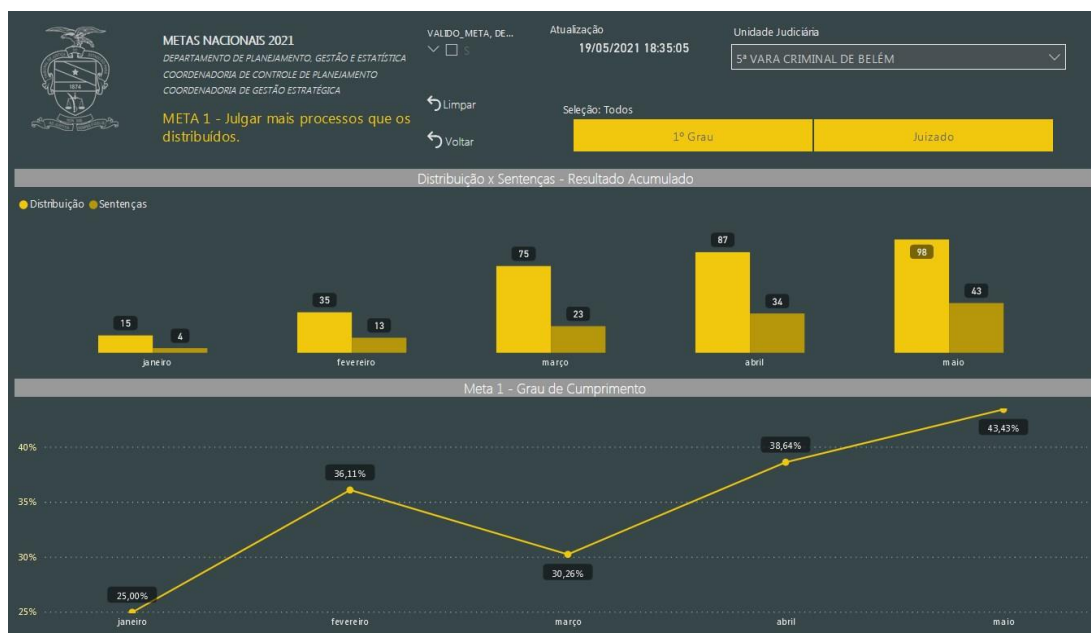 METAS NACIONAIS 2021
DEPARTAMENTO DE PLANEJAMENTO, GESTÃO E ESTATÍSTICA
COORDENADORIA DE CONTROLE DE PLANEJAMENTO
COORDENADORIA DE GESTÃO ESTRATÉGICA
META 1 - Julgar mais processos que os
distribuídos.
1874
VALIDO_META, DE...
S
Limpar
Voltar
Atualização
19/05/2021 18:35:05
Unidade Judiciária
5ª VARA CRIMINAL DE BELÉM
Seleção: Todos
1º Grau
Juizado
Distribuição x Sentenças - Resultado Acumulado
Distribuição Sentenças
15
4
35
13
75
23
87
34
98
43
janeiro
fevereiro
março
abril
maio
Meta 1 - Grau de Cumprimento
40%
35%
30%
25%
25,00%
36,11%
30,26%
38,64%
43,43%
janeiro
fevereiro
março
abril
maio